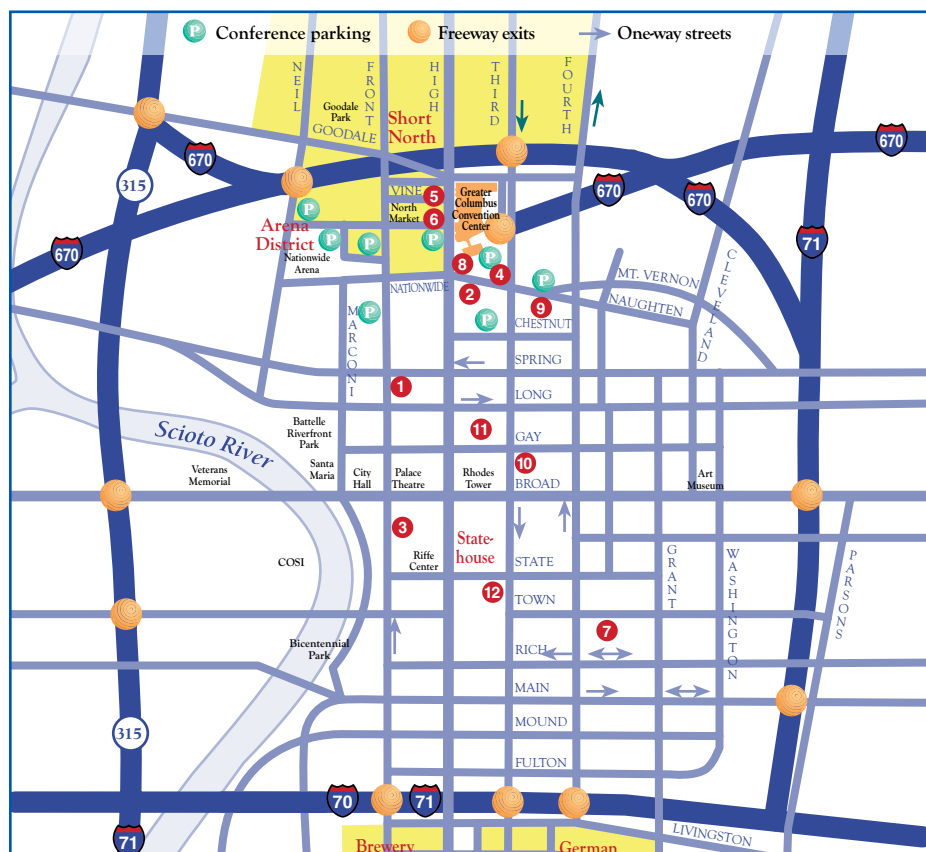 P Conference parking
Freeway exits
One-way streets
NEIL
FRONT
HIGH
THIRD
FOURTH
Goodale
Park
GOODALE
Short
North
670
315
670
670
670
670
71
VINE
5
North
Market
6
Greater
Columbus
Convention
Center
P
Arena
District
Nationwide
Arena
P
P
P
8
P
4
NATIONWIDE
2
P
9
MT. VERNON
NAUGHTEN
CLEVELAND
MARCONI
P
P
CHESTNUT
SPRING
1
LONG
Battelle
Riverfront
Park
11
GAY
Scioto River
Veterans
Memorial
Santa
Maria
City
Hall
Palace
Theatre
Rhodes
Tower
10
BROAD
Art
Museum
3
State-
house
Riffe
Center
COSI
STATE
GRANT
WASHINGTON
PARSONS
12
TOWN
7
Bicentennial
Park
RICH
MAIN
315
MOUND
FULTON
70
71
71
LIVINGSTON
Brewery
German